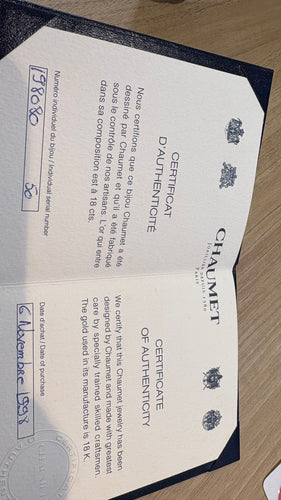 CHAUMET
Joaillier depuis 1780
Paris
CERTIFICAT
D'AUTHENTICITÉ
Nous certifions que ce bijou Chaumet a été
dessiné par Chaumet et qu'il a été fabriqué
sous le contrôle de nos artisans. L'or qui entre
dans sa composition est à 18 cts.
Numéro individuel du bijou / Individual serial number
198080 50
CERTIFICATE
OF AUTHENTICITY
We certify that this Chaumet jewelry has been
designed by Chaumet and made with greatest
care by specially trained skilled craftsmen.
The gold used in its manufacture is 18 K.
Date d'achat / Date of purchase
6 Novembre 1998